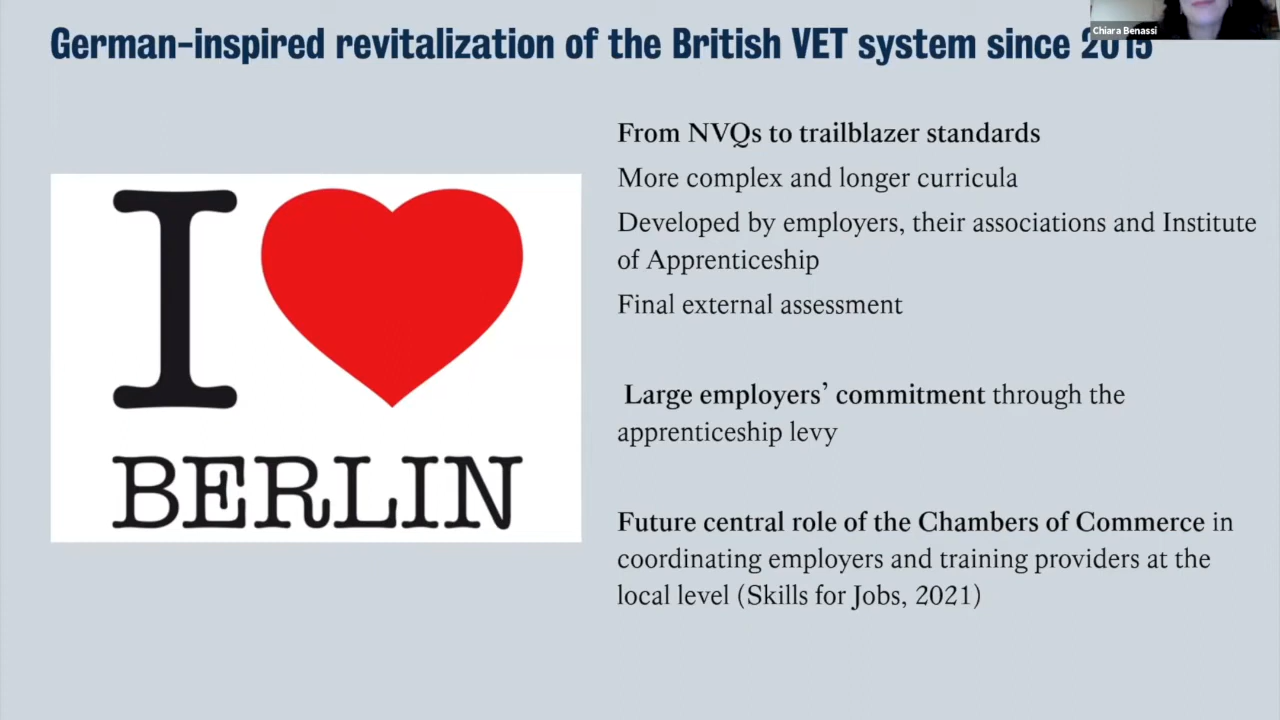 German-inspired revitalization of the British VET system since 2015
Chiara Benassi
From NVQs to trailblazer standards
More complex and longer curricula
Developed by employers, their associations and Institute
of Apprenticeship
Final external assessment
Large employers’ commitment through the
apprenticeship levy
Future central role of the Chambers of Commerce in
coordinating employers and training providers at the
local level (Skills for Jobs, 2021)
I
BERLIN